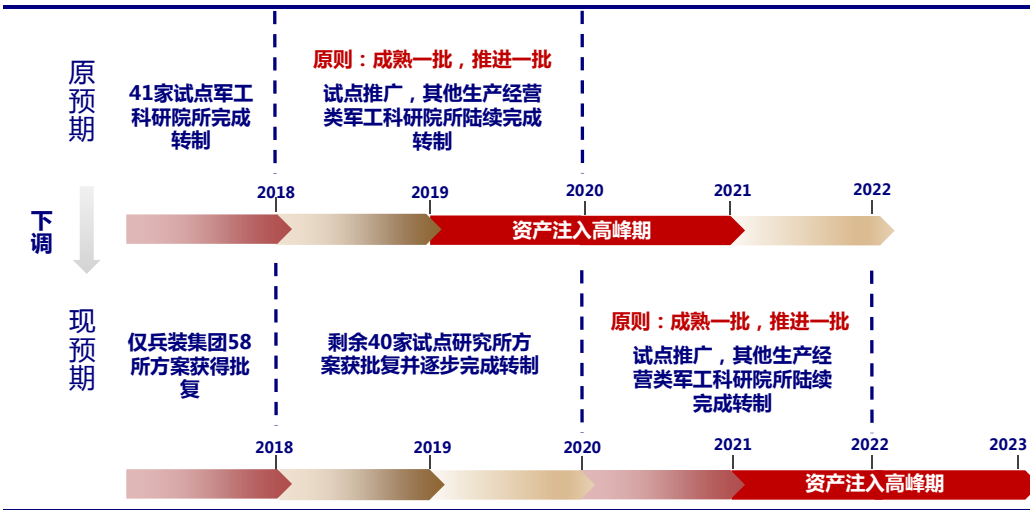 原预期
原则：成熟一批，推进一批
41家试点军工
科研院所完成
转制
试点推广，其他生产经营
类军工科研院所陆续完成
转制
2018
2019
2020
2021
2022
资产注入高峰期
下调
现预期
仅兵装集团58
所方案获得批
复
剩余40家试点研究所方
案获批复并逐步完成转制
原则：成熟一批，推进一批
试点推广，其他生产经
营类军工科研院所陆续
完成转制
2018
2019
2020
2021
2022
2023
资产注入高峰期